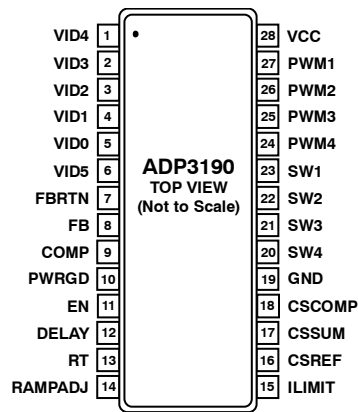 VID4 1 28 VCC
VID3 2 27 PWM1
VID2 3 26 PWM2
VID1 4 25 PWM3
VID0 5 24 PWM4
VID5 6 23 SW1
FBRTN 7 22 SW2
FB 8 21 SW3
COMP 9 20 SW4
PWRGD 10 19 GND
EN 11 18 CSCOMP
DELAY 12 17 CSSUM
RT 13 16 CSREF
RAMPADJ 14 15 ILIMIT
ADP3190
TOP VIEW
(Not to Scale)